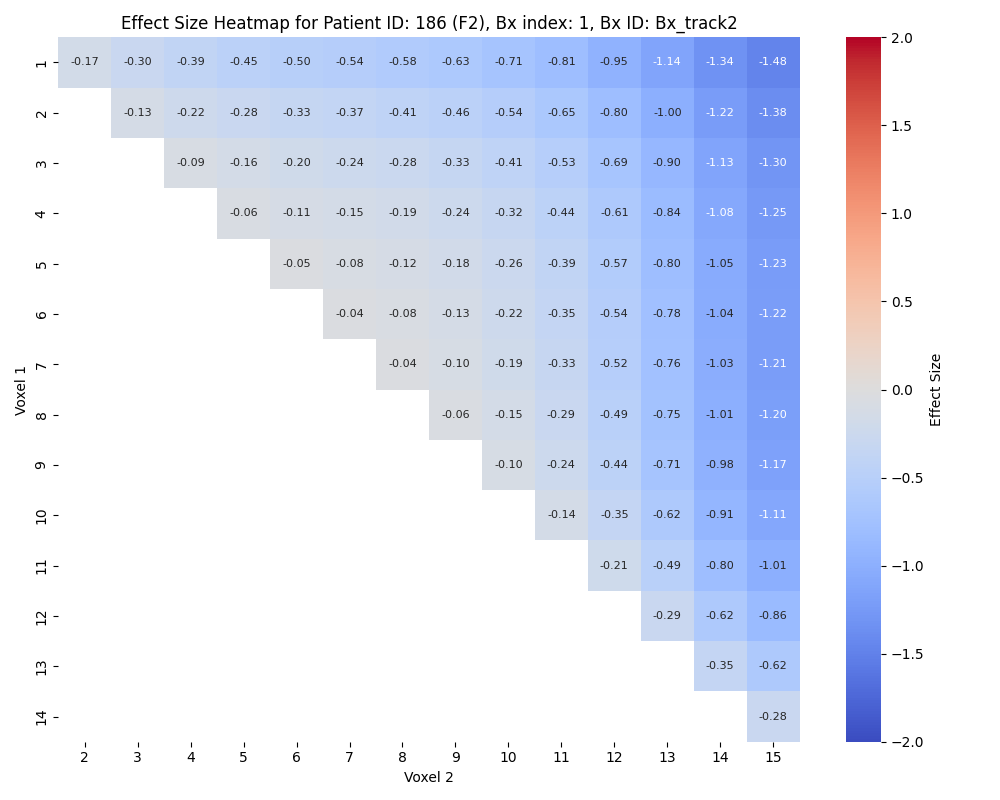 Effect Size Heatmap for Patient ID: 186 (F2), Bx index: 1, Bx ID: Bx_track2
1 -0.17 -0.30 -0.39 -0.45 -0.50 -0.54 -0.58 -0.63 -0.71 -0.81 -0.95 -1.14 -1.34 -1.48
2 -0.13 -0.22 -0.28 -0.33 -0.37 -0.41 -0.46 -0.54 -0.65 -0.80 -1.00 -1.22 -1.38
3 -0.09 -0.16 -0.20 -0.24 -0.28 -0.33 -0.41 -0.53 -0.69 -0.90 -1.13 -1.30
4 -0.06 -0.11 -0.15 -0.19 -0.24 -0.32 -0.44 -0.61 -0.84 -1.08 -1.25
5 -0.05 -0.08 -0.12 -0.18 -0.26 -0.39 -0.57 -0.80 -1.05 -1.23
6 -0.04 -0.08 -0.13 -0.22 -0.35 -0.54 -0.78 -1.04 -1.22
7 -0.04 -0.10 -0.19 -0.33 -0.52 -0.76 -1.03 -1.21
8 -0.06 -0.15 -0.29 -0.49 -0.75 -1.01 -1.20
9 -0.10 -0.24 -0.44 -0.71 -0.98 -1.17
10 -0.14 -0.35 -0.62 -0.91 -1.11
11 -0.21 -0.49 -0.80 -1.01
12 -0.29 -0.62 -0.86
13 -0.35 -0.62
14 -0.28
2 3 4 5 6 7 8 9 10 11 12 13 14 15
Voxel 2
Voxel 1
2.0
1.5
1.0
0.5
0.0
−0.5
−1.0
−1.5
−2.0
Effect Size